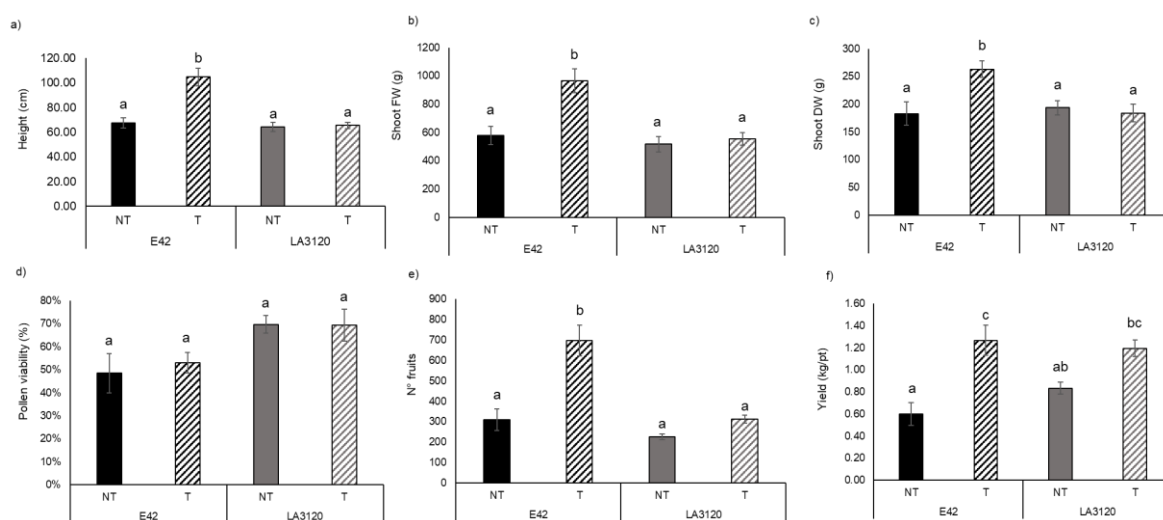 a)
Height (cm)
120.00
100.00
80.00
60.00
40.00
20.00
0.00
a
b
a
a
NT
T
NT
T
E42
LA3120
b)
Shoot FW (g)
1200
1000
800
600
400
200
0
a
b
a
a
NT
T
NT
T
E42
LA3120
c)
Shoot DW (g)
300
250
200
150
100
50
0
a
b
a
a
NT
T
NT
T
E42
LA3120
d)
Pollen viability (%)
80%
70%
60%
50%
40%
30%
20%
10%
0%
a
a
a
a
NT
T
NT
T
E42
LA3120
e)
N° fruits
900
800
700
600
500
400
300
200
100
0
a
b
a
a
NT
T
NT
T
E42
LA3120
f)
Yield (kg/pt)
1.60
1.40
1.20
1.00
0.80
0.60
0.40
0.20
0.00
a
c
ab
bc
NT
T
NT
T
E42
LA3120